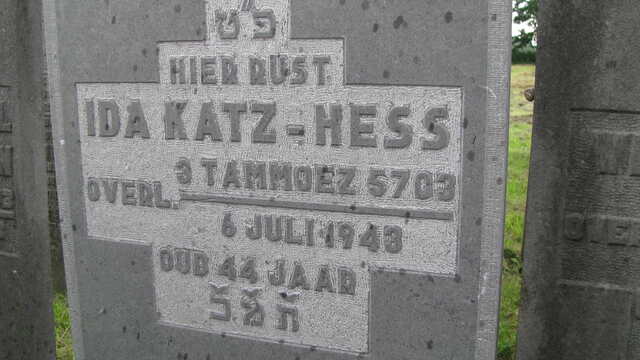 פ״ט
HIER RUST
IDA KATZ-HESS
3 TAMMOEZ 5703
OVERL.
6 JULI 1943
OUD 44 JAAR